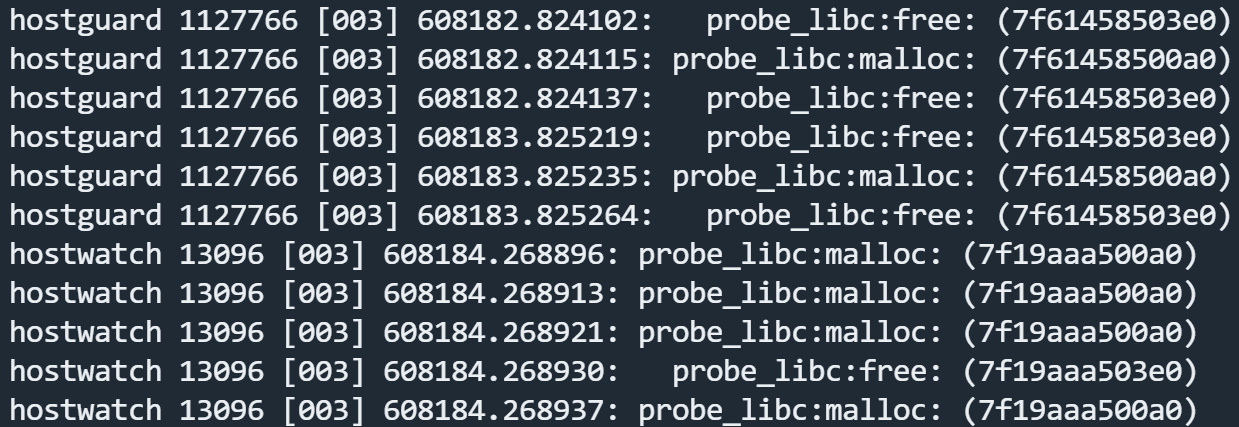 hostguard 1127766 [003] 608182.824102:   probe_libc:free: (7f61458503e0)
hostguard 1127766 [003] 608182.824115: probe_libc:malloc: (7f61458500a0)
hostguard 1127766 [003] 608182.824137:   probe_libc:free: (7f61458503e0)
hostguard 1127766 [003] 608183.825219:   probe_libc:free: (7f61458503e0)
hostguard 1127766 [003] 608183.825235: probe_libc:malloc: (7f61458500a0)
hostguard 1127766 [003] 608183.825264:   probe_libc:free: (7f61458503e0)
hostwatch 13096 [003] 608184.268896: probe_libc:malloc: (7f19aaa500a0)
hostwatch 13096 [003] 608184.268913: probe_libc:malloc: (7f19aaa500a0)
hostwatch 13096 [003] 608184.268921: probe_libc:malloc: (7f19aaa500a0)
hostwatch 13096 [003] 608184.268930:   probe_libc:free: (7f19aaa503e0)
hostwatch 13096 [003] 608184.268937: probe_libc:malloc: (7f19aaa500a0)